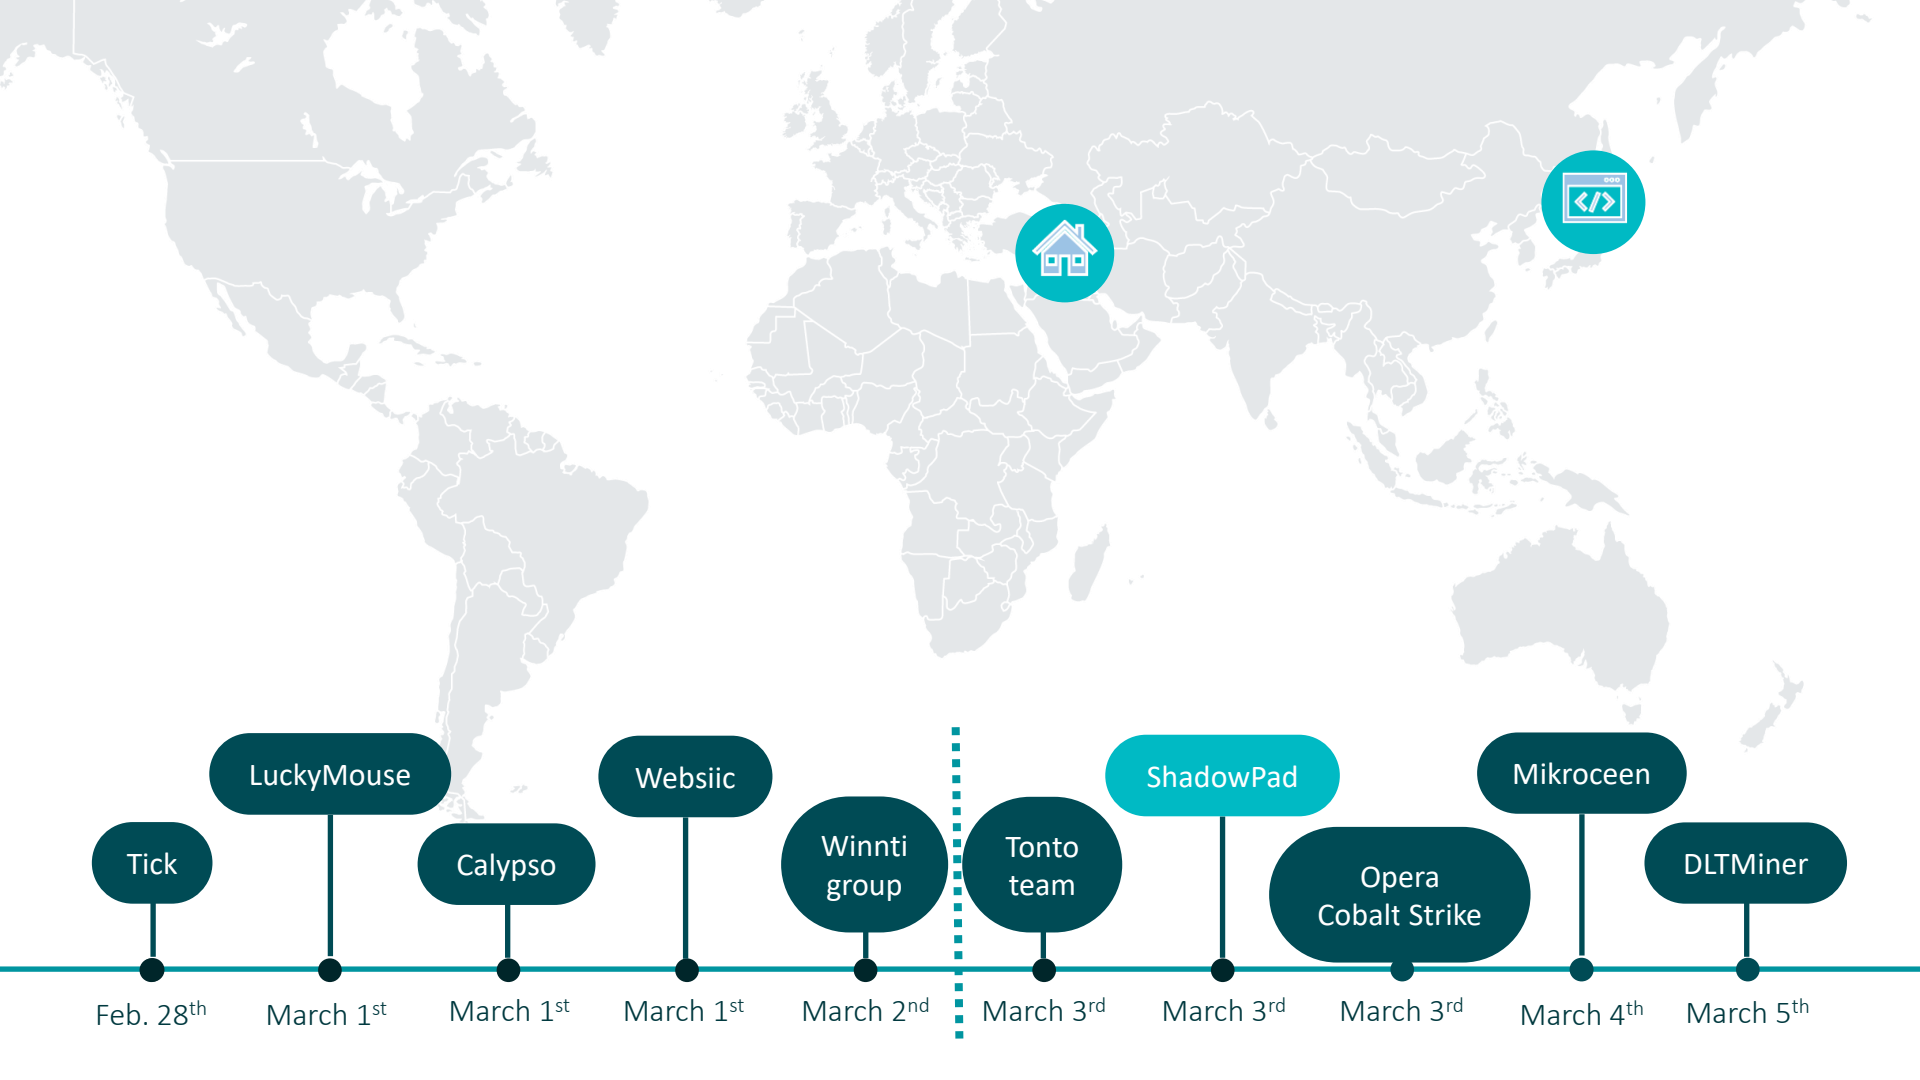 </>
LuckyMouse
Websiic
ShadowPad
Mikroceen
Tick
Calypso
Winnti
group
Tonto
team
Opera
Cobalt Strike
DLTMiner
Feb. 28th
March 1st
March 1st
March 1st
March 2nd
March 3rd
March 3rd
March 3rd
March 4th
March 5th